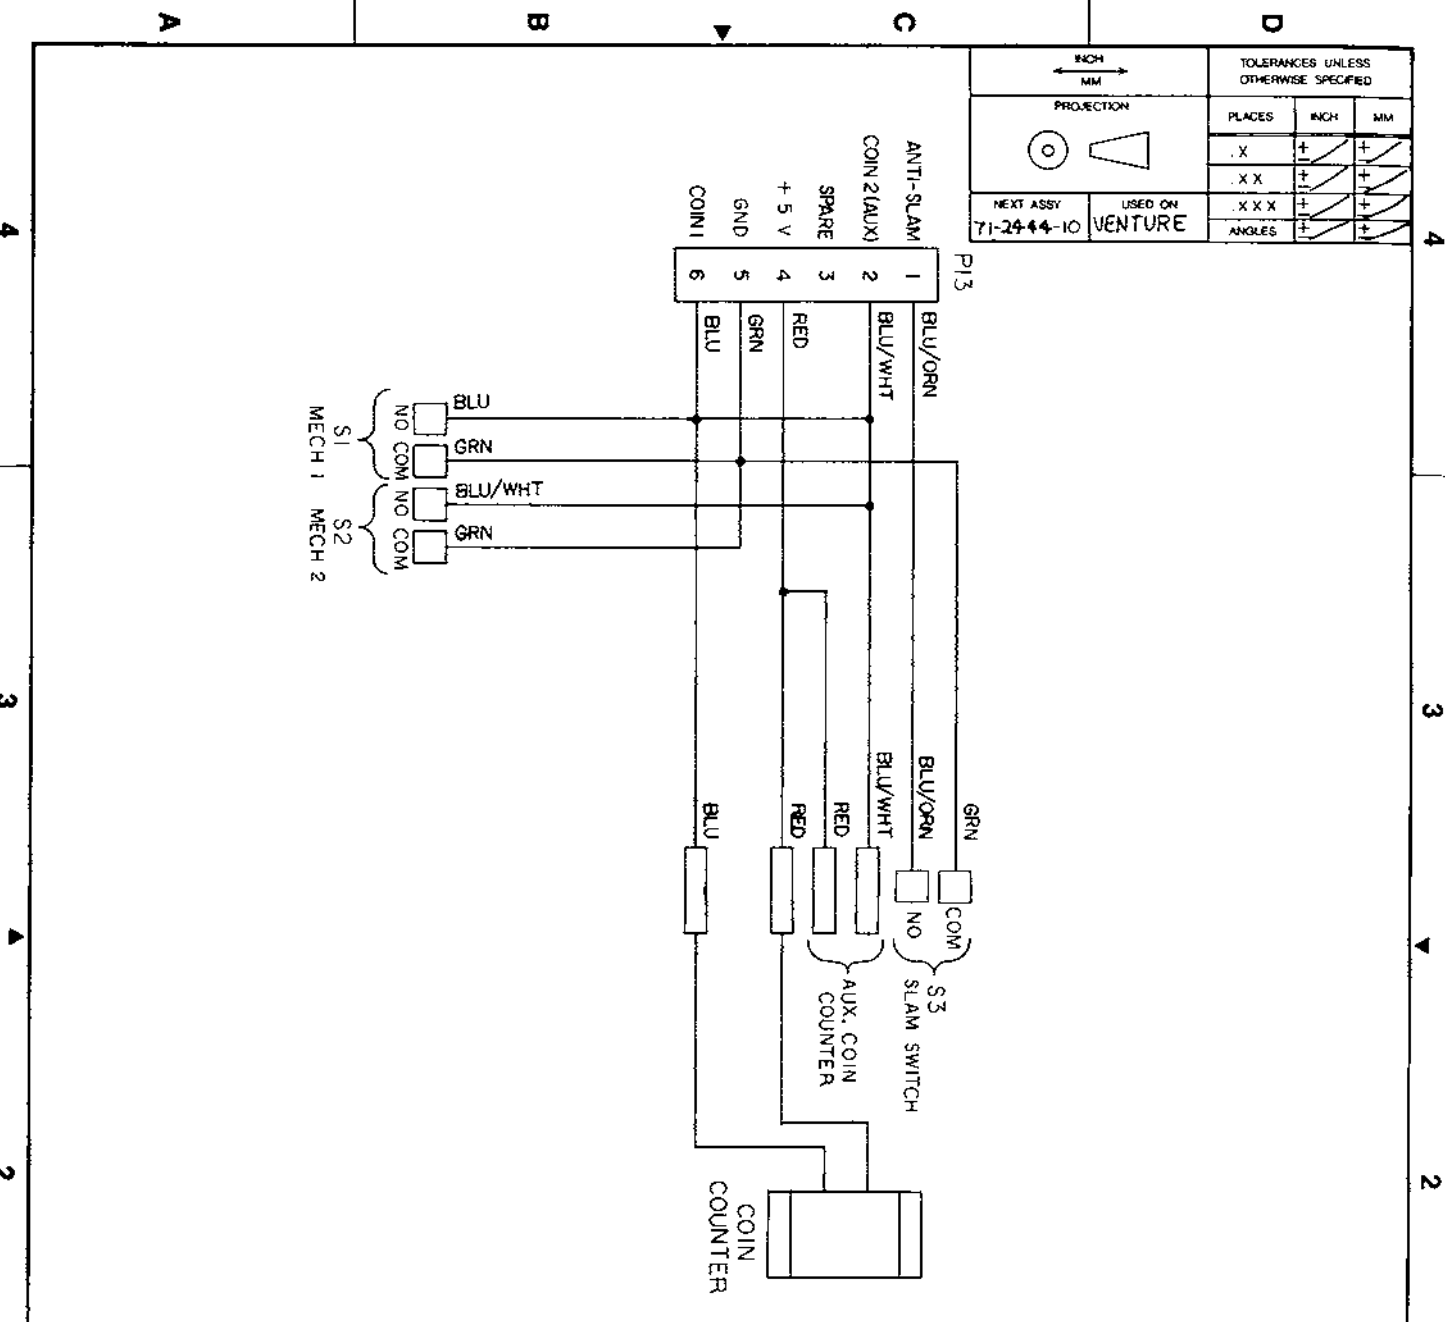 A
B
C
D
INCH
MM
PROJECTION
NEXT ASSY
71-2444-10
USED ON
VENTURE
TOLERANCES UNLESS
OTHERWISE SPECIFIED
PLACES
INCH
MM
.X
±
±
.XX
±
±
.XXX
±
±
ANGLES
±
±
4
4
COIN 1
GND
+5V
SPARE
COIN 2 (AUX)
ANTI-SLAM
P13
6
5
4
3
2
1
BLU
GRN
RED
BLU/WHT
BLU/ORN
BLU
GRN
BLU/WHT
GRN
NO
COM
NO
COM
S1
MECH 1
S2
MECH 2
3
3
BLU
RED
RED
BLU/WHT
BLU/ORN
GRN
NO
COM
S3
SLAM SWITCH
AUX. COIN
COUNTER
2
2
COIN
COUNTER